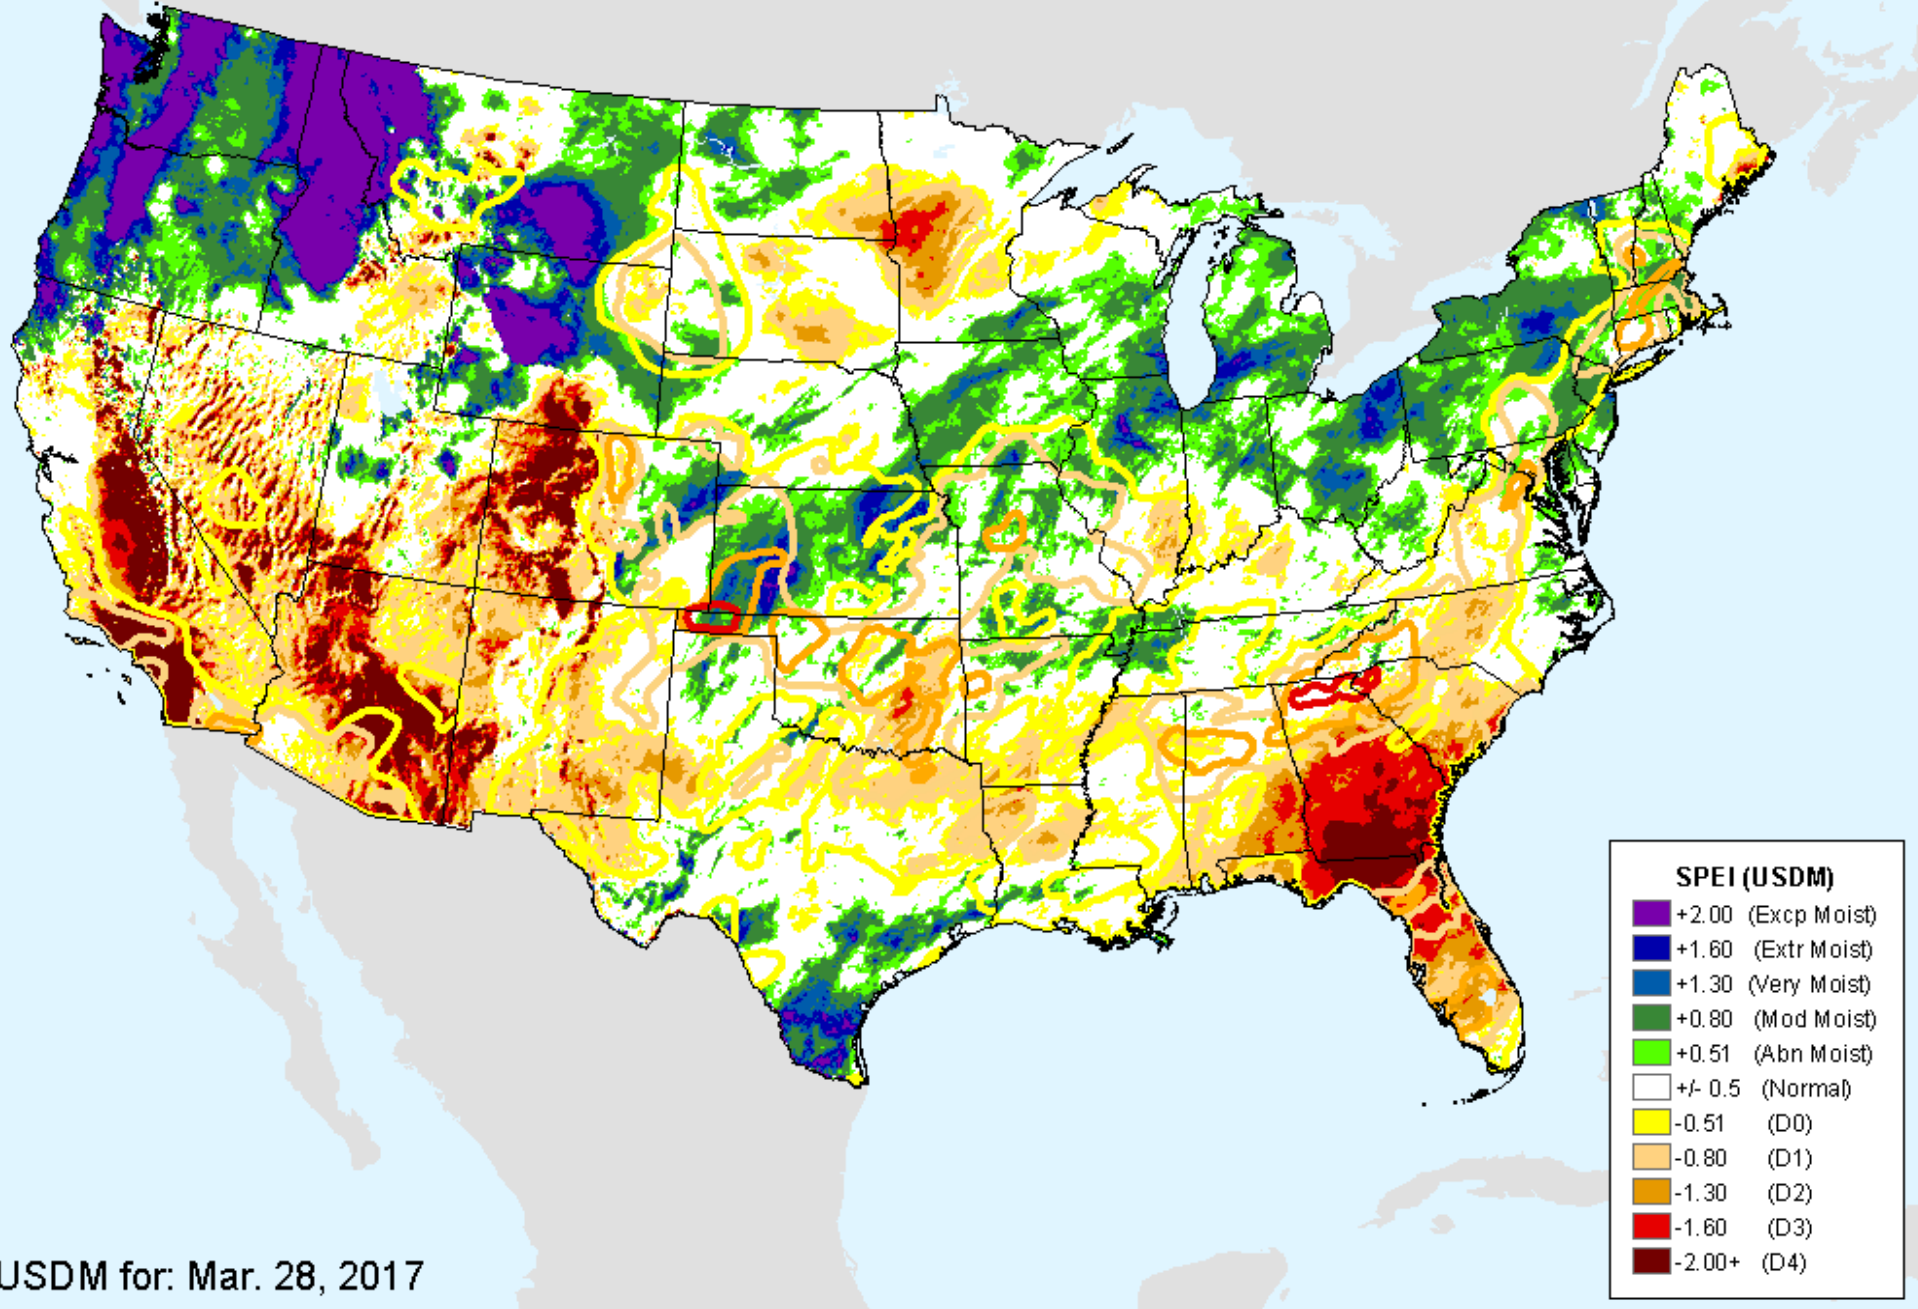 SPEI (USDM)
+2.00 (Excp Moist)
+1.60 (Extr Moist)
+1.30 (Very Moist)
+0.80 (Mod Moist)
+0.51 (Abn Moist)
+/- 0.5 (Normal)
-0.51 (D0)
-0.80 (D1)
-1.30 (D2)
-1.60 (D3)
-2.00+ (D4)
USDM for: Mar. 28, 2017